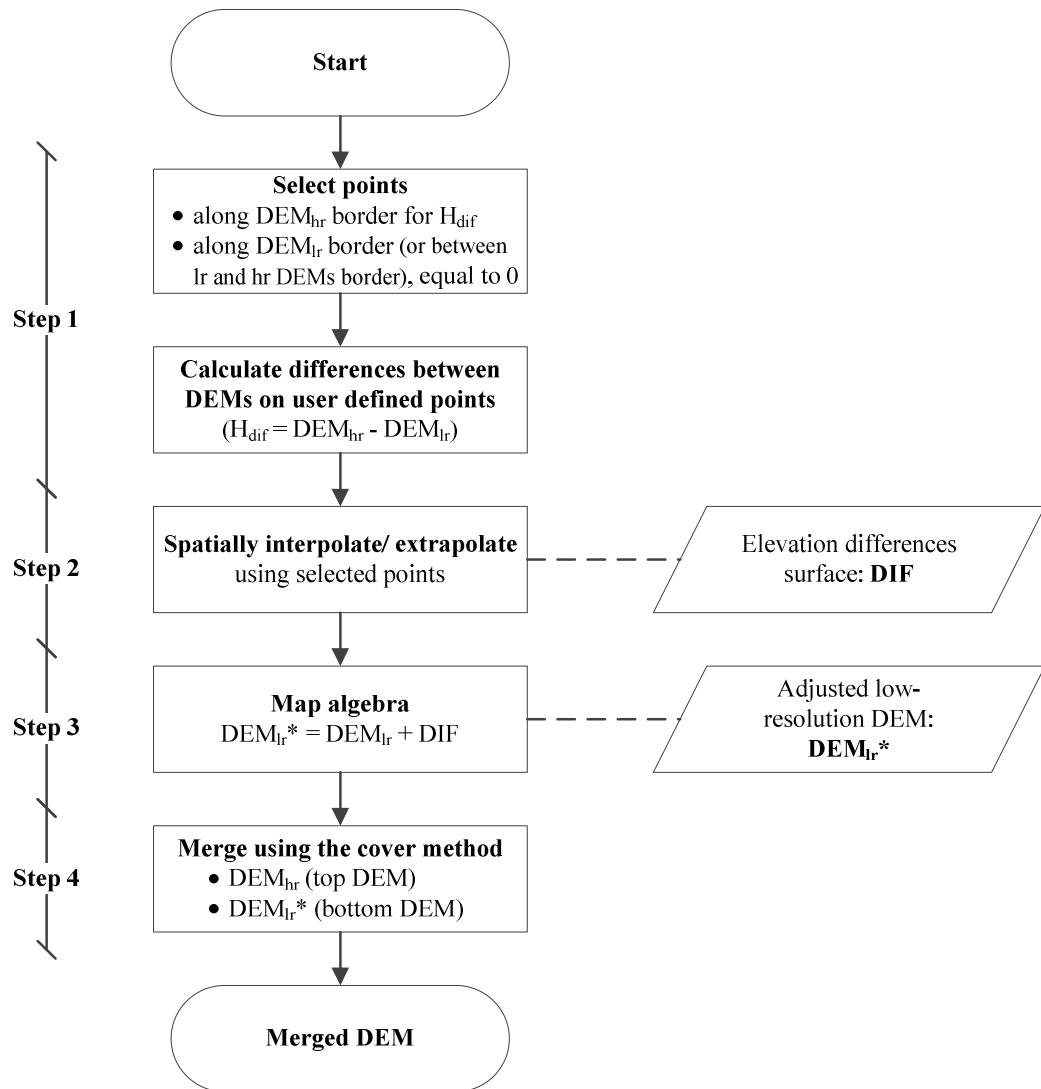 Start
Step 1
Select points
• along DEMhr border for Hdif
• along DEMlr border (or between
lr and hr DEMs border), equal to 0
Calculate differences between
DEMs on user defined points
(Hdif = DEMhr - DEMlr)
Step 2
Spatially interpolate/ extrapolate
using selected points
Elevation differences
surface: DIF
Step 3
Map algebra
DEMlr* = DEMlr + DIF
Adjusted low-
resolution DEM:
DEMlr*
Step 4
Merge using the cover method
• DEMhr (top DEM)
• DEMlr* (bottom DEM)
Merged DEM